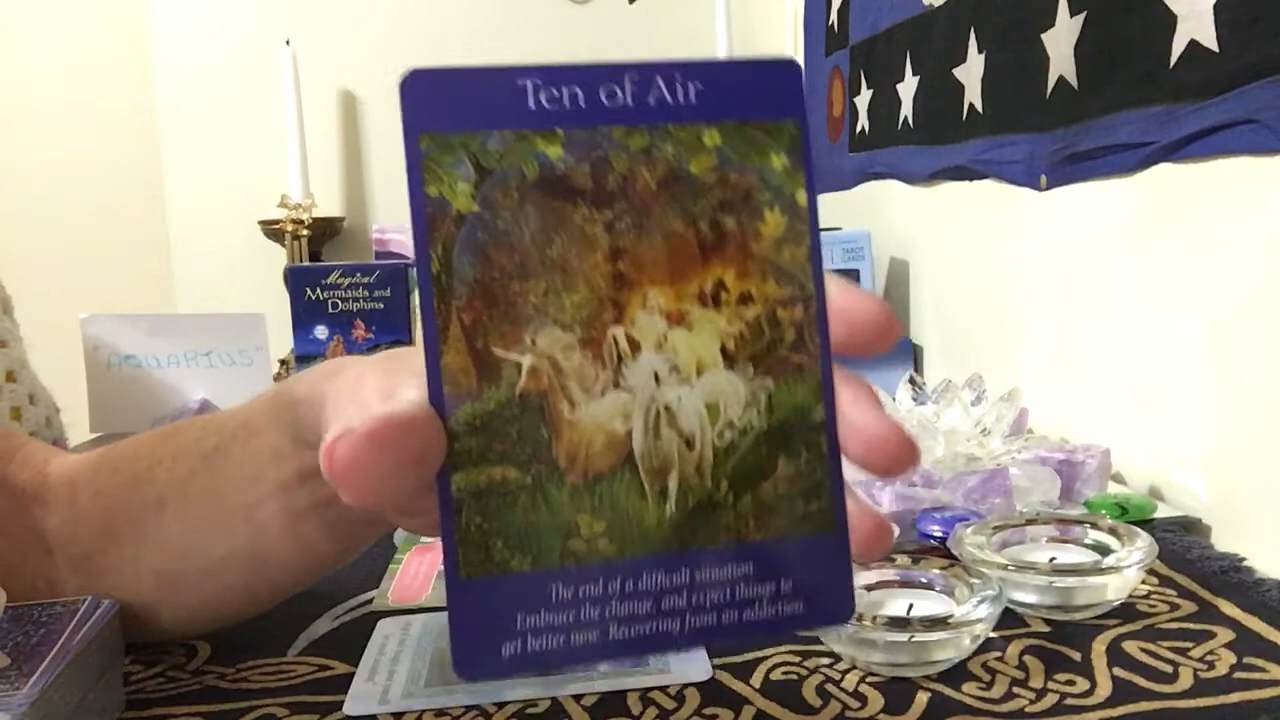 Ten of Air
Magical
Mermaids and
Dolphins
TAROT
CARDS
"AQUARIUS"
The end of a difficult situation.
Embrace the change, and expect things to
get better now. Recovering from an addiction.